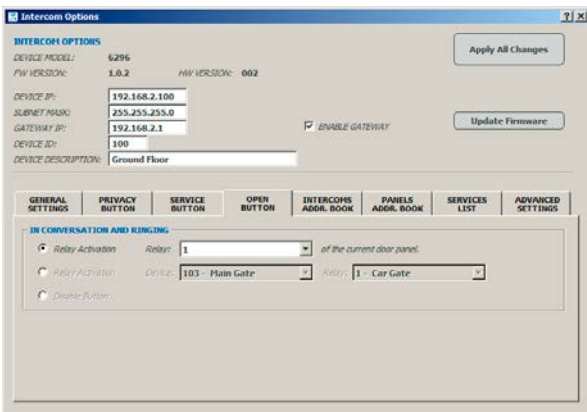 Intercom Options
INTERCOM OPTIONS
DEVICE MODEL: 6296
FW VERSION: 1.0.2 HW VERSION: 002
Apply All Changes
DEVICE IP: 192.168.2.100
SUBNET MASK: 255.255.255.0
GATEWAY IP: 192.168.2.1
ENABLE GATEWAY
Update Firmware
DEVICE ID: 100
DEVICE DESCRIPTION: Ground Floor
GENERAL SETTINGS
PRIVACY BUTTON
SERVICE BUTTON
OPEN BUTTON
INTERCOMS ADDR. BOOK
PANELS ADDR. BOOK
SERVICES LIST
ADVANCED SETTINGS
IN CONVERSATION AND RINGING
Relay Activation Relay: 1 of the current door panel.
Relay Activation Device: 103 - Main Gate Relay: 1 - Car Gate
Disable Button